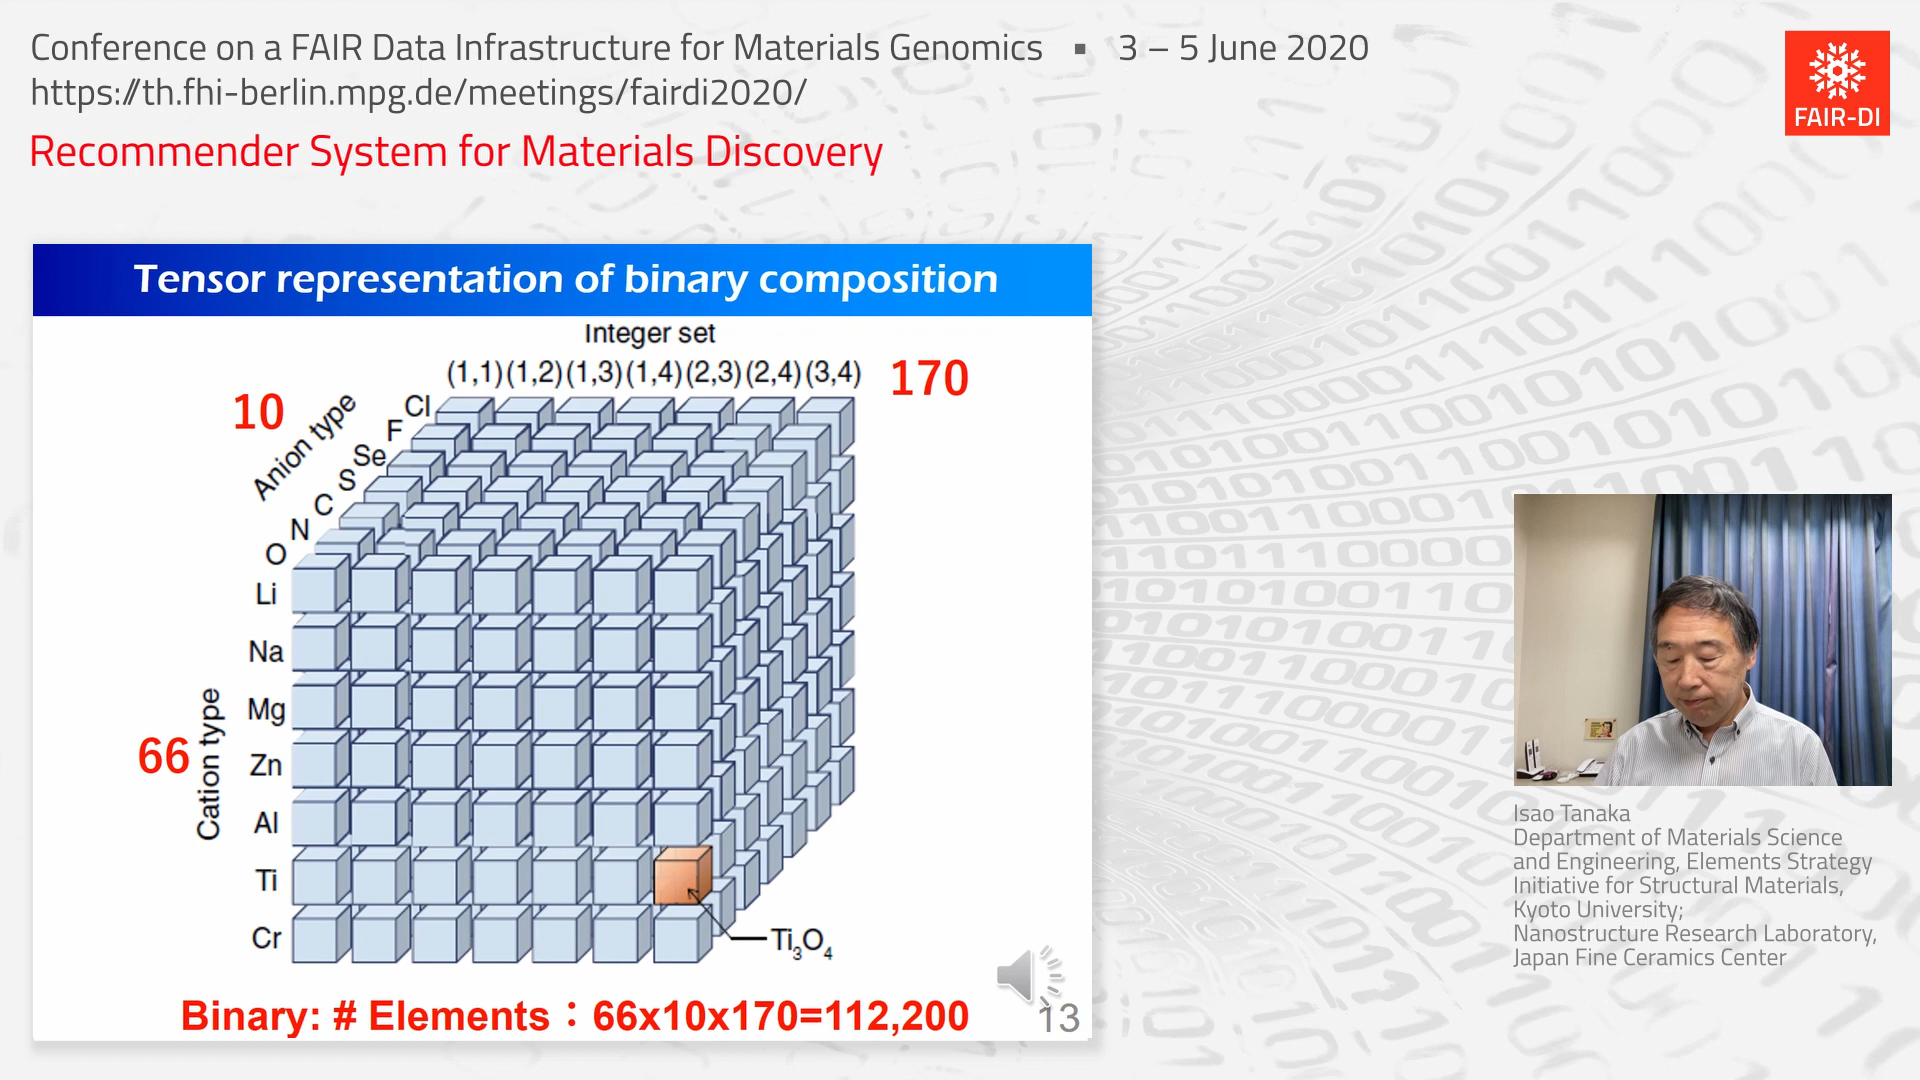 Conference on a FAIR Data Infrastructure for Materials Genomics ▪ 3 – 5 June 2020
https://th.fhi-berlin.mpg.de/meetings/fairdi2020/
Recommender System for Materials Discovery
FAIR-DI
Tensor representation of binary composition
Integer set
(1,1) (1,2) (1,3) (1,4) (2,3) (2,4) (3,4)
170
10
Anion type
Cl
F
Se
S
C
N
O
66
Cation type
Li
Na
Mg
Zn
Al
Ti
Cr
Ti3O4
Binary: # Elements：66x10x170=112,200
13
Isao Tanaka
Department of Materials Science
and Engineering, Elements Strategy
Initiative for Structural Materials,
Kyoto University;
Nanostructure Research Laboratory,
Japan Fine Ceramics Center